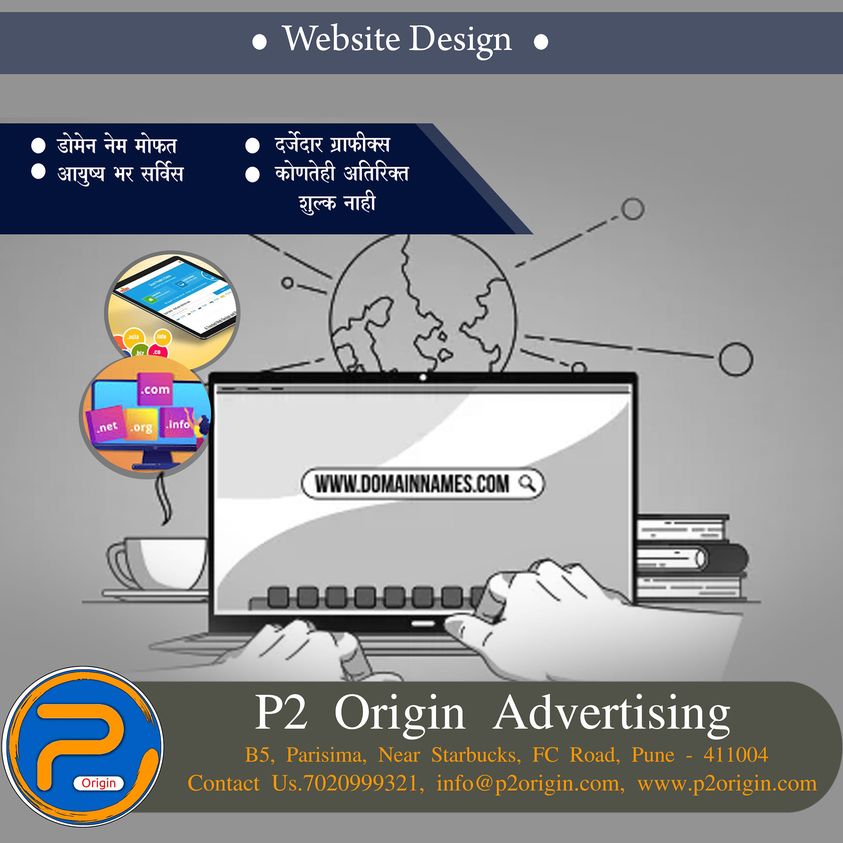 Website Design
डोमेन नेम मोफत
आयुष्य भर सर्विस
दर्जेदार ग्राफीक्स
कोणतेही अतिरिक्त
शुल्क नाही
.com
.net
.org
.info
WWW.DOMAINNAMES.COM
P2 Origin Advertising
B5, Parisima, Near Starbucks, FC Road, Pune - 411004
Contact Us.7020999321, info@p2origin.com, www.p2origin.com
Origin